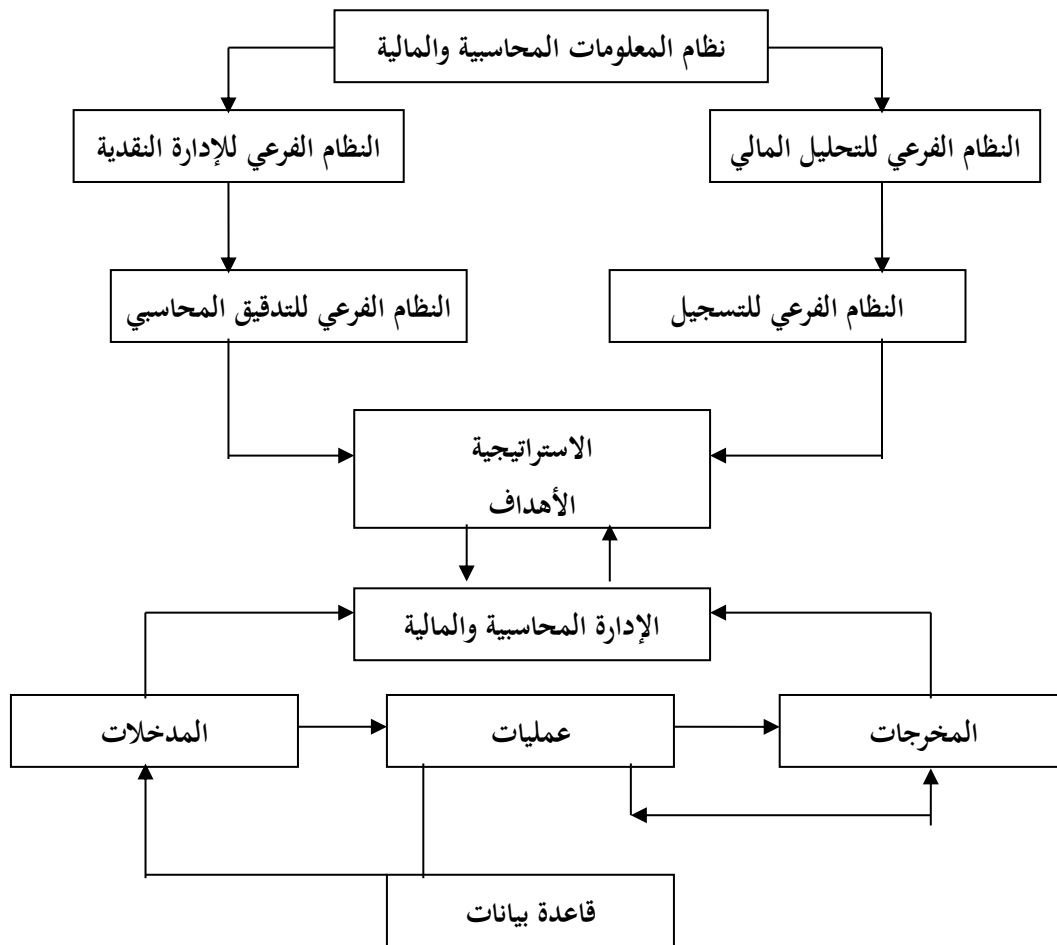 نظام المعلومات المحاسبية والمالية
النظام الفرعي للتحليل المالي
النظام الفرعي للإدارة النقدية
النظام الفرعي للتسجيل
النظام الفرعي للتدقيق المحاسبي
الاستراتيجية
الأهداف
الإدارة المحاسبية والمالية
المدخلات
عمليات
المخرجات
قاعدة بيانات